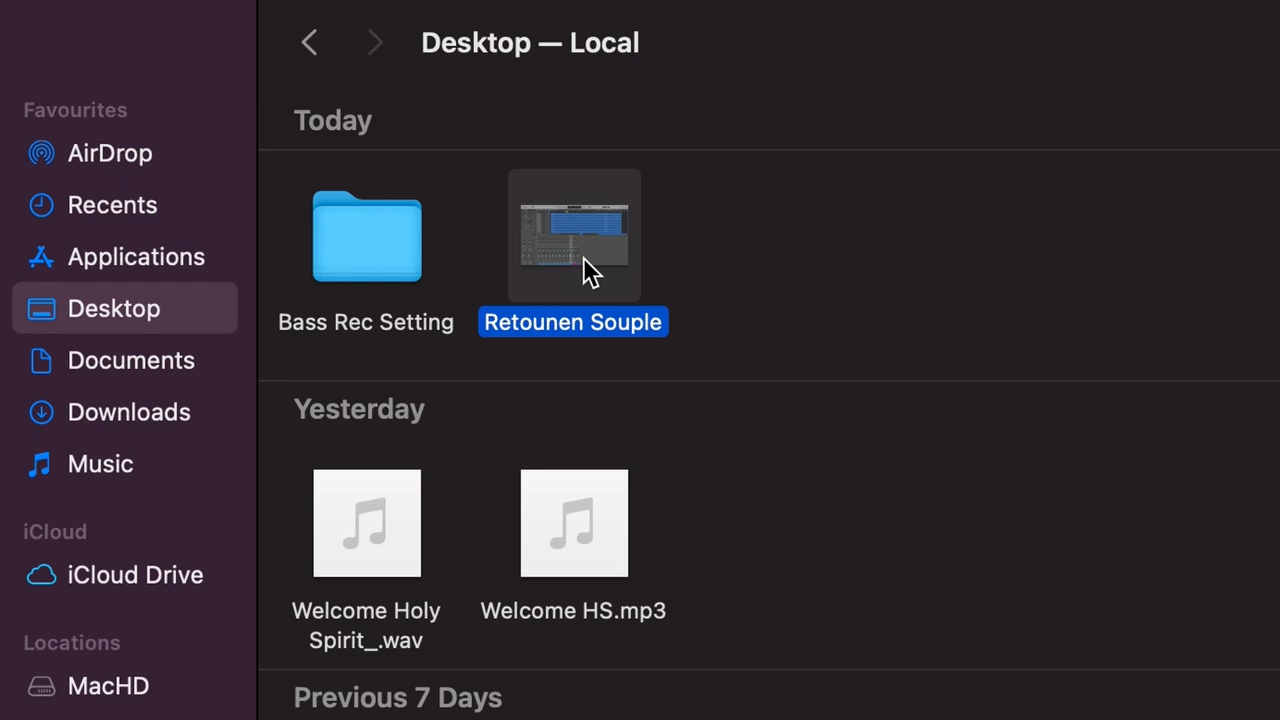 Desktop — Local
Favourites
AirDrop
Recents
Applications
Desktop
Documents
Downloads
Music
iCloud
iCloud Drive
Locations
MacHD
Today
Bass Rec Setting
Retounen Souple
Yesterday
Welcome Holy
Spirit_.wav
Welcome HS.mp3
Previous 7 Days